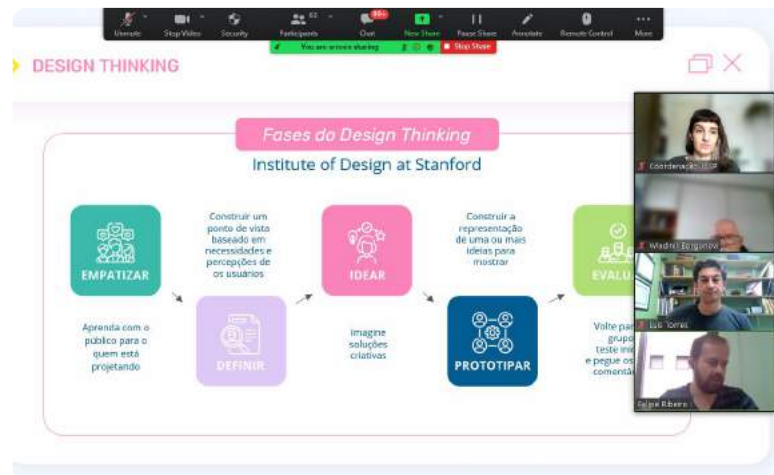 Unmute
Stop Video
Security
Participants
Chat
New Share
Pause Share
Annotate
Remote Control
More
You are screen sharing
Stop Share
DESIGN THINKING
Fases do Design Thinking
Institute of Design at Stanford
EMPATIZAR
Aprenda com o
público para o
quem está
projetando
Construir um
ponto de vista
baseado em
necessidades e
percepções de
os usuários
DEFINIR
IDEAR
Imagine
soluções
criativas
Construir a
representação
de uma ou mais
ideias para
mostrar
PROTOTIPAR
EVALU
Volte pa
grupo
teste ini
e pegue os
comentá
Coordenação
Luis Torres
Felipe Ribeiro